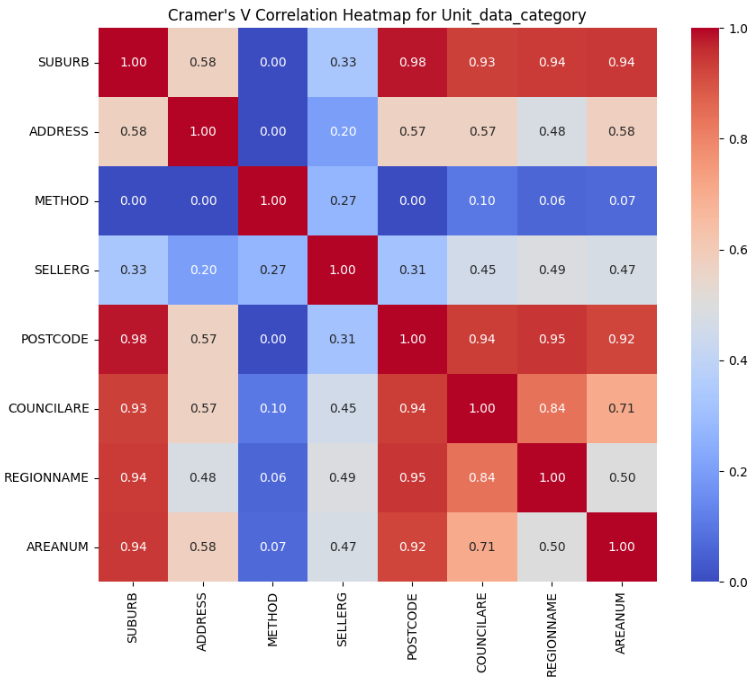 Cramer's V Correlation Heatmap for Unit_data_category
SUBURB 1.00 0.58 0.00 0.33 0.98 0.93 0.94 0.94
ADDRESS 0.58 1.00 0.00 0.20 0.57 0.57 0.48 0.58
METHOD 0.00 0.00 1.00 0.27 0.00 0.10 0.06 0.07
SELLERG 0.33 0.20 0.27 1.00 0.31 0.45 0.49 0.47
POSTCODE 0.98 0.57 0.00 0.31 1.00 0.94 0.95 0.92
COUNCILARE 0.93 0.57 0.10 0.45 0.94 1.00 0.84 0.71
REGIONNAME 0.94 0.48 0.06 0.49 0.95 0.84 1.00 0.50
AREANUM 0.94 0.58 0.07 0.47 0.92 0.71 0.50 1.00
SUBURB
ADDRESS
METHOD
SELLERG
POSTCODE
COUNCILARE
REGIONNAME
AREANUM
1.0
0.8
0.6
0.4
0.2
0.0